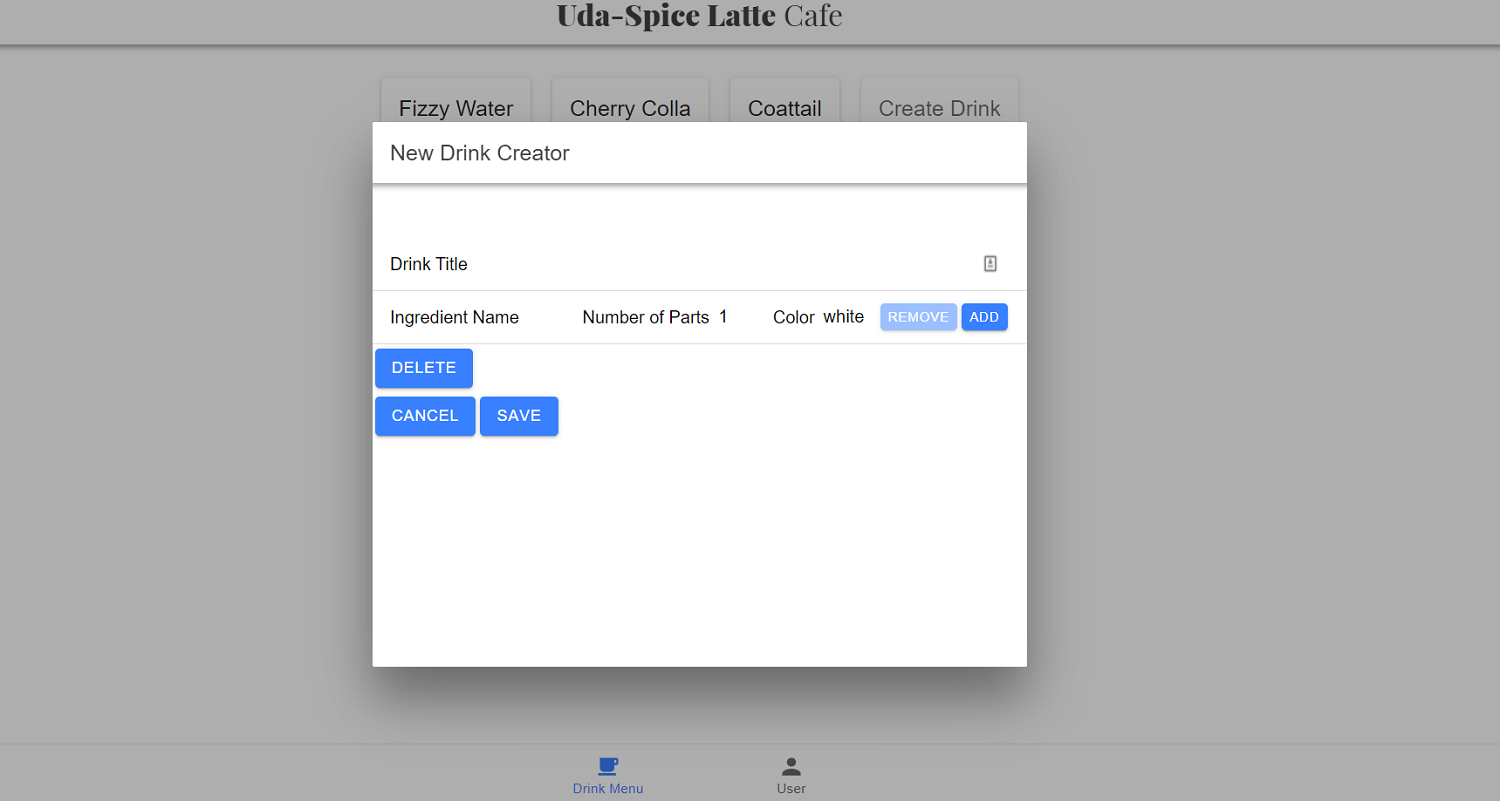 Uda-Spice Latte Cafe
Fizzy Water Cherry Colla Coattail Create Drink
New Drink Creator
Drink Title
Ingredient Name Number of Parts 1 Color white REMOVE ADD
DELETE
CANCEL SAVE
Drink Menu User